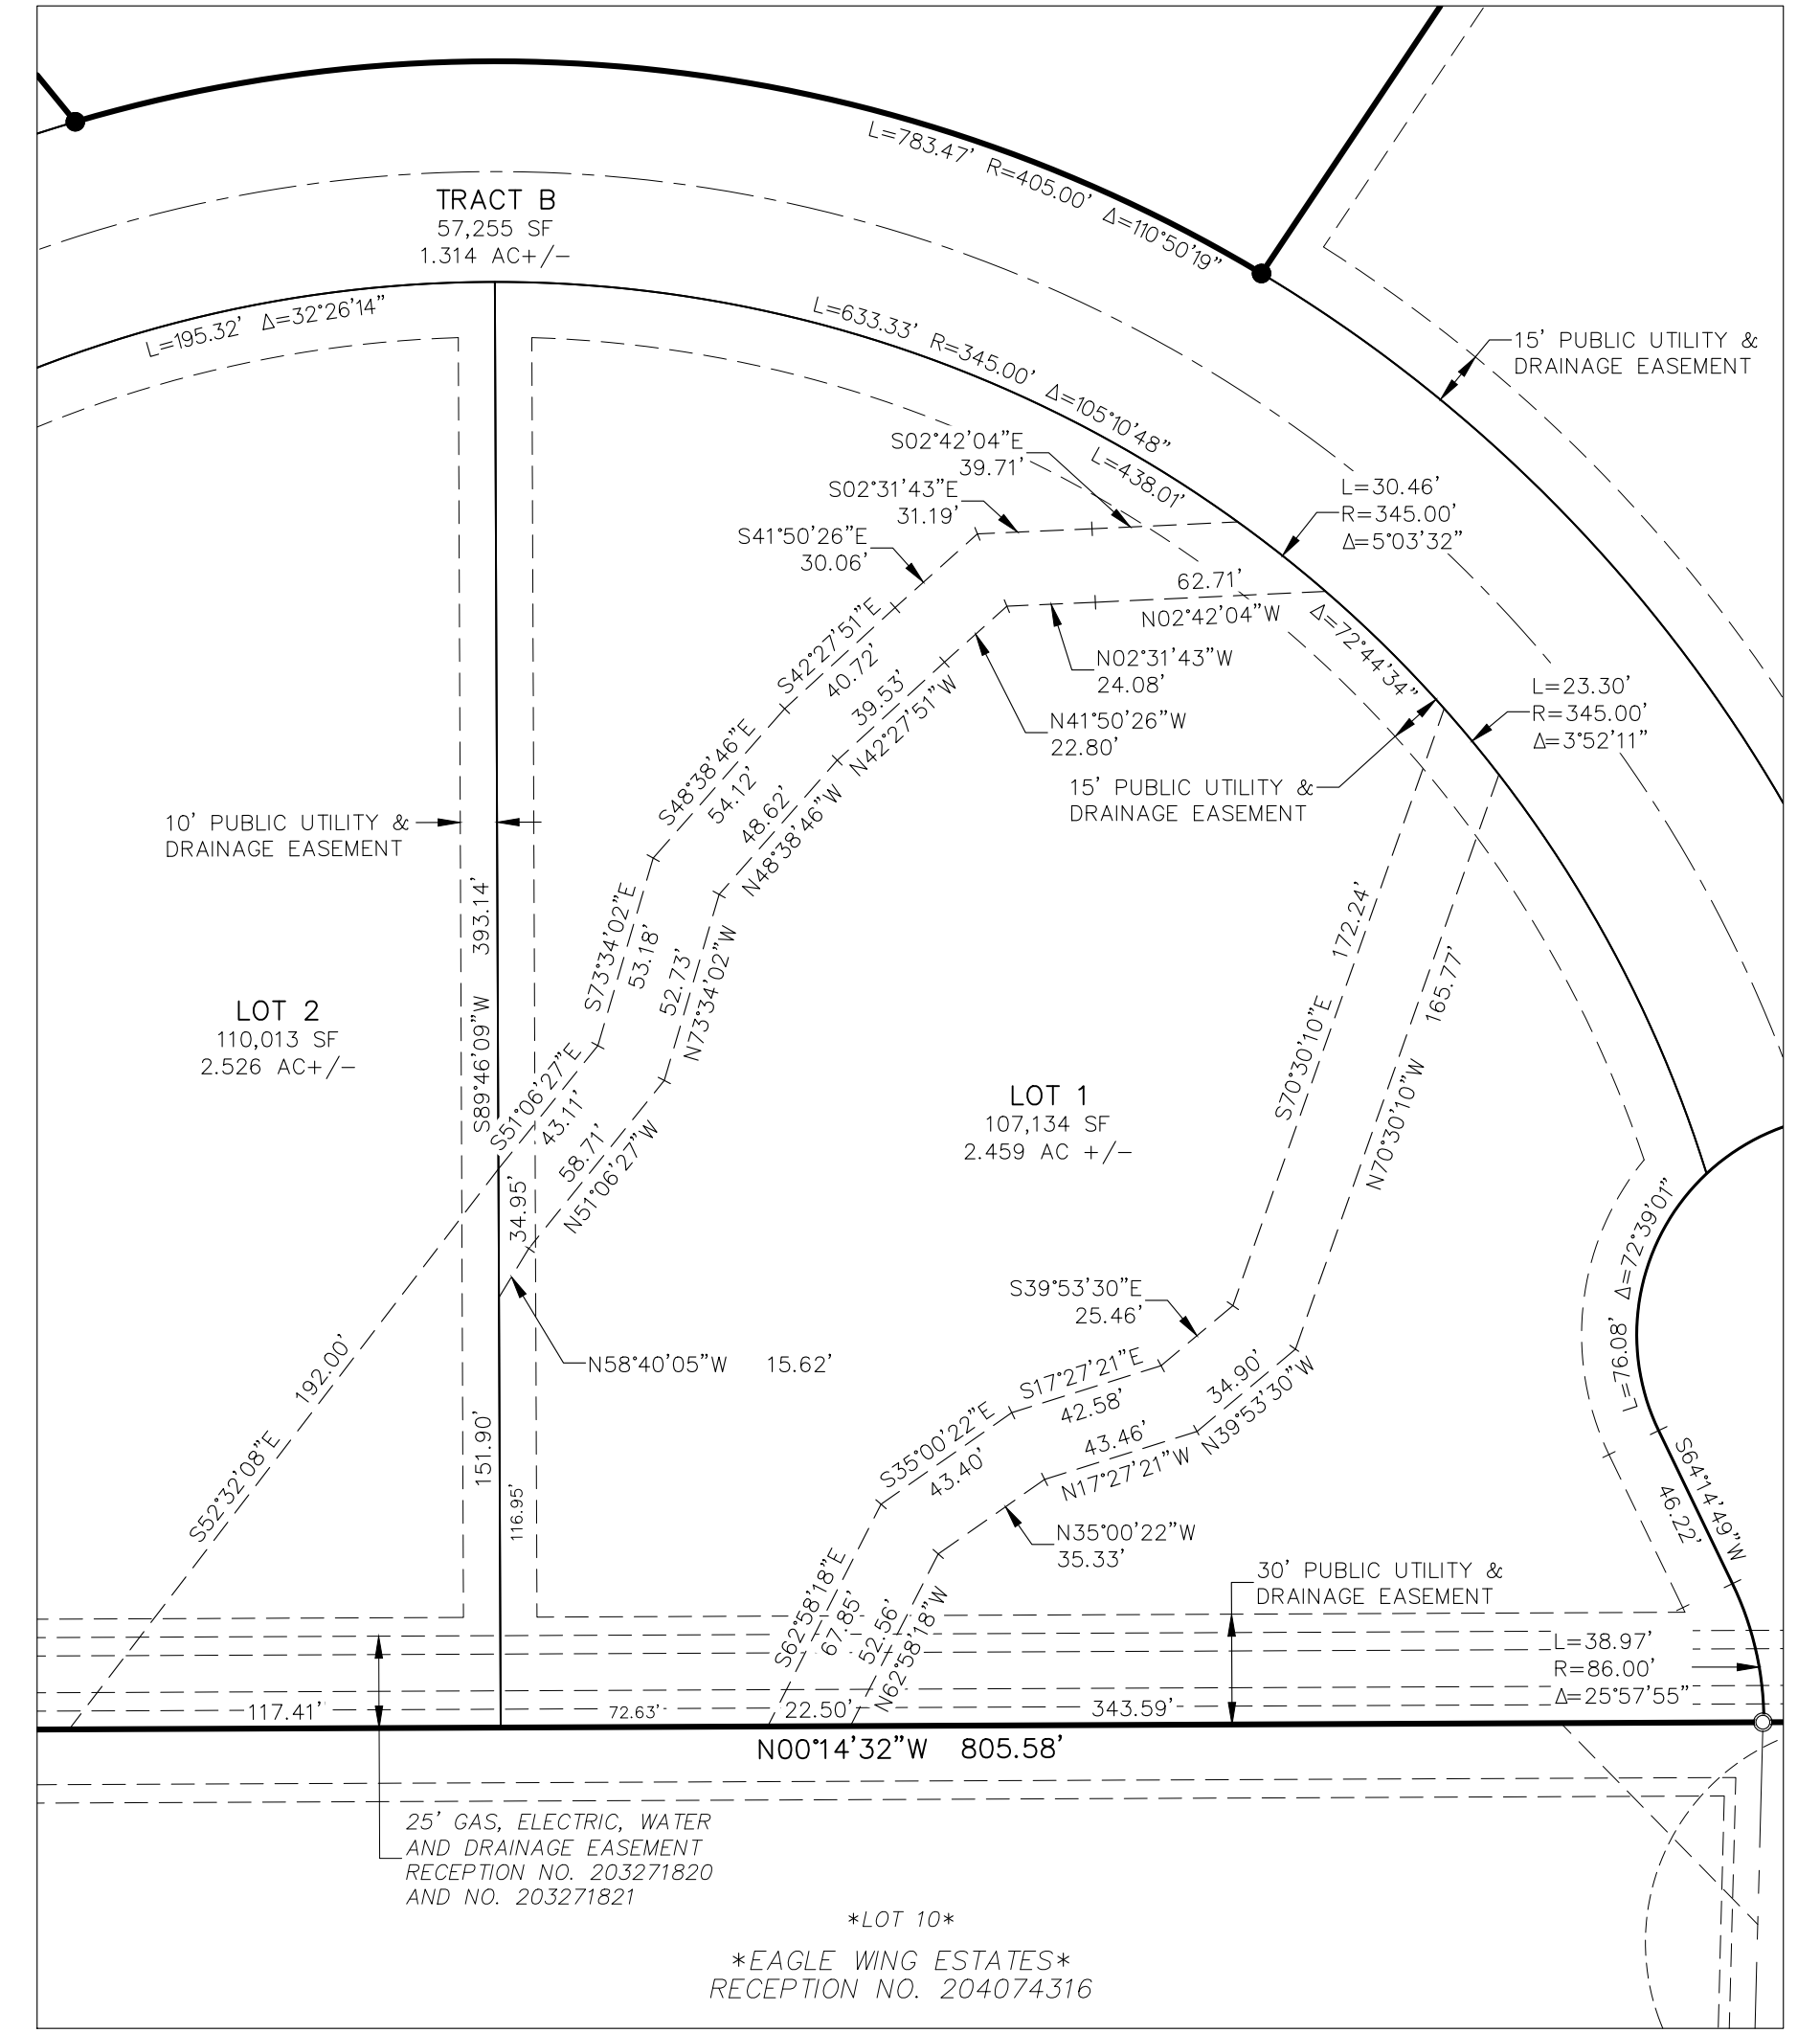 L=783.47' R=405.00' Δ=110°50'19"
TRACT B
57,255 SF
1.314 AC+/-
L=195.32' Δ=32°26'14"
L=633.33' R=345.00' Δ=105°10'48"
15' PUBLIC UTILITY &
DRAINAGE EASEMENT
S02°42'04"E
39.71'
L=438.01'
S02°31'43"E
31.19'
L=30.46'
R=345.00'
Δ=5°03'32"
S41°50'26"E
30.06'
62.71'
N02°42'04"W
Δ=72°44'34"
S42°27'51"E
40.72'
N02°31'43"W
24.08'
39.53'
N42°27'51"W
N41°50'26"W
22.80'
L=23.30'
R=345.00'
Δ=3°52'11"
S48°38'46"E
54.12'
48.62'
N48°38'46"W
15' PUBLIC UTILITY &
DRAINAGE EASEMENT
10' PUBLIC UTILITY &
DRAINAGE EASEMENT
S89°46'09"W 393.14'
S73°34'02"E
53.18'
52.73'
N73°34'02"W
172.24'
S70°30'10"E
165.77'
N70°30'10"W
LOT 2
110,013 SF
2.526 AC+/-
S51°06'27"E
43.11'
58.71'
N51°06'27"W
LOT 1
107,134 SF
2.459 AC +/-
34.95'
L=76.08' Δ=72°39'01"
S39°53'30"E
25.46'
N58°40'05"W 15.62'
192.00'
S52°32'08"E
S17°27'21"E
42.58'
34.90'
N39°53'30"W
151.90'
116.95'
S35°00'22"E
43.40'
43.46'
N17°27'21"W
S64°14'49"W
46.22'
N35°00'22"W
35.33'
30' PUBLIC UTILITY &
DRAINAGE EASEMENT
S62°58'18"E
67.85'
52.56'
N62°58'18"W
L=38.97'
R=86.00'
Δ=25°57'55"
117.41'
72.63'
22.50'
343.59'
N00°14'32"W 805.58'
25' GAS, ELECTRIC, WATER
AND DRAINAGE EASEMENT
RECEPTION NO. 203271820
AND NO. 203271821
*LOT 10*
*EAGLE WING ESTATES*
RECEPTION NO. 204074316